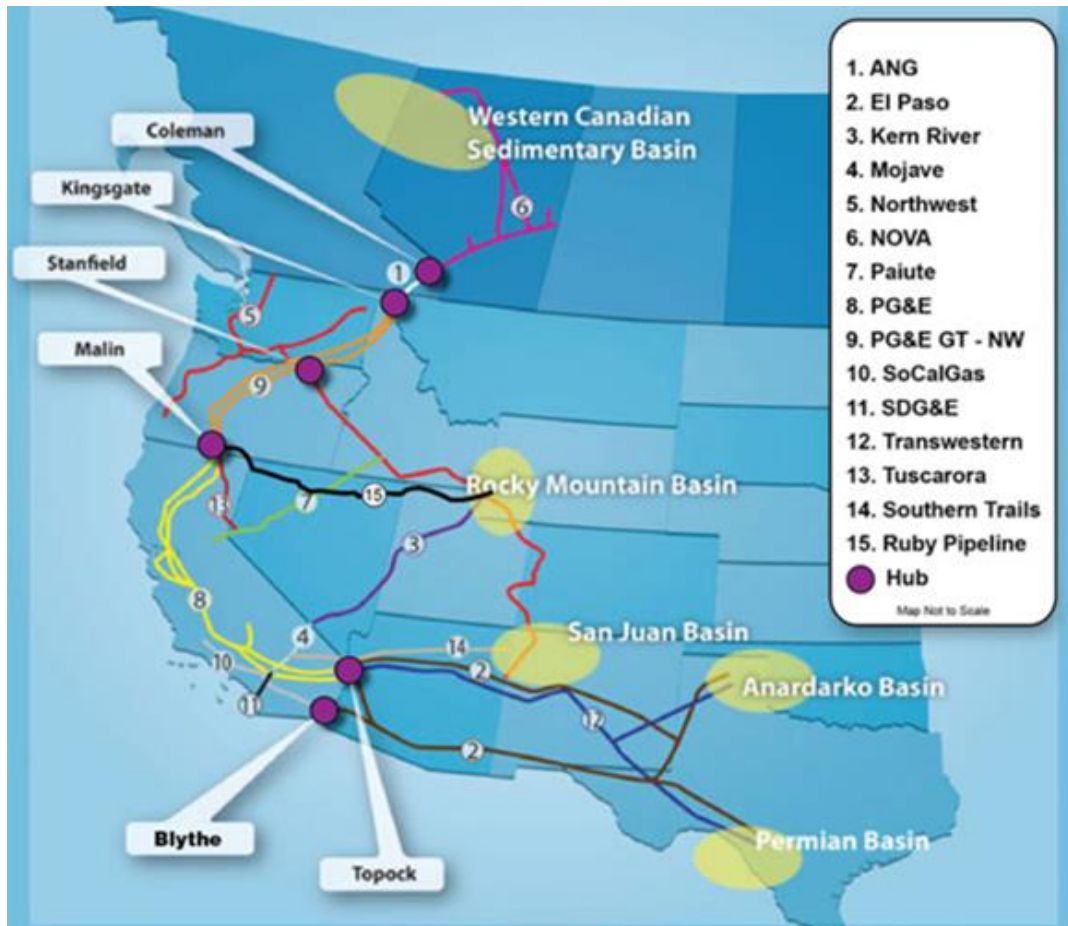 Coleman
Kingsgate
Stanfield
Malin
Western Canadian
Sedimentary Basin
6
1
5
9
Rocky Mountain Basin
13
7
15
3
8
4
San Juan Basin
10
14
2
Anardarko Basin
11
12
2
Blythe
Permian Basin
Topock
1. ANG
2. El Paso
3. Kern River
4. Mojave
5. Northwest
6. NOVA
7. Paiute
8. PG&E
9. PG&E GT - NW
10. SoCalGas
11. SDG&E
12. Transwestern
13. Tuscarora
14. Southern Trails
15. Ruby Pipeline
Hub
Map Not to Scale